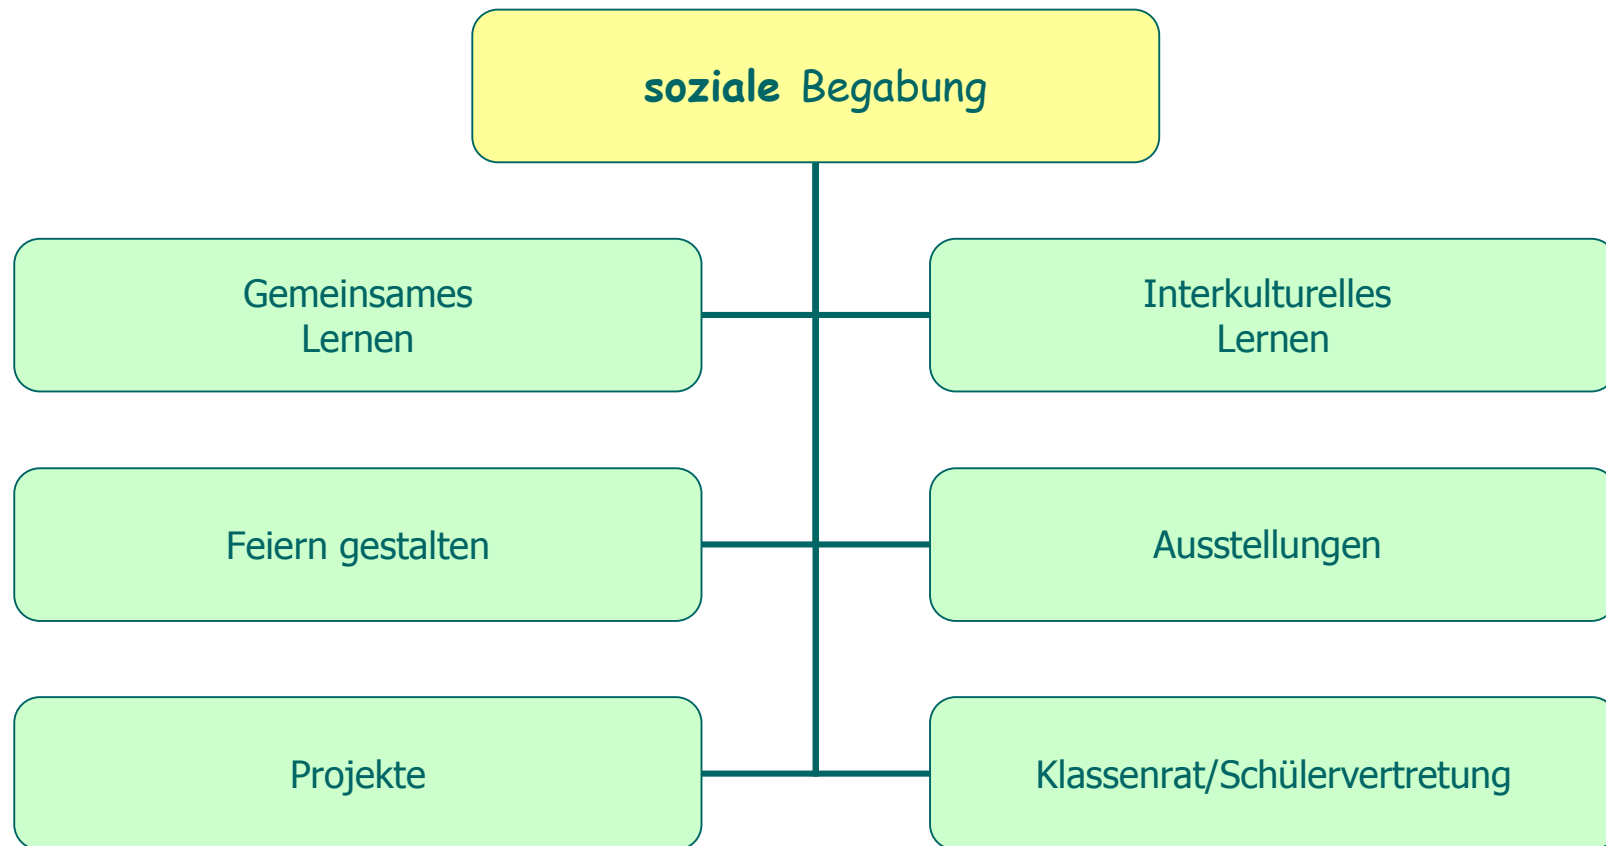 soziale Begabung
Gemeinsames
Lernen
Interkulturelles
Lernen
Feiern gestalten
Ausstellungen
Projekte
Klassenrat/Schülervertretung